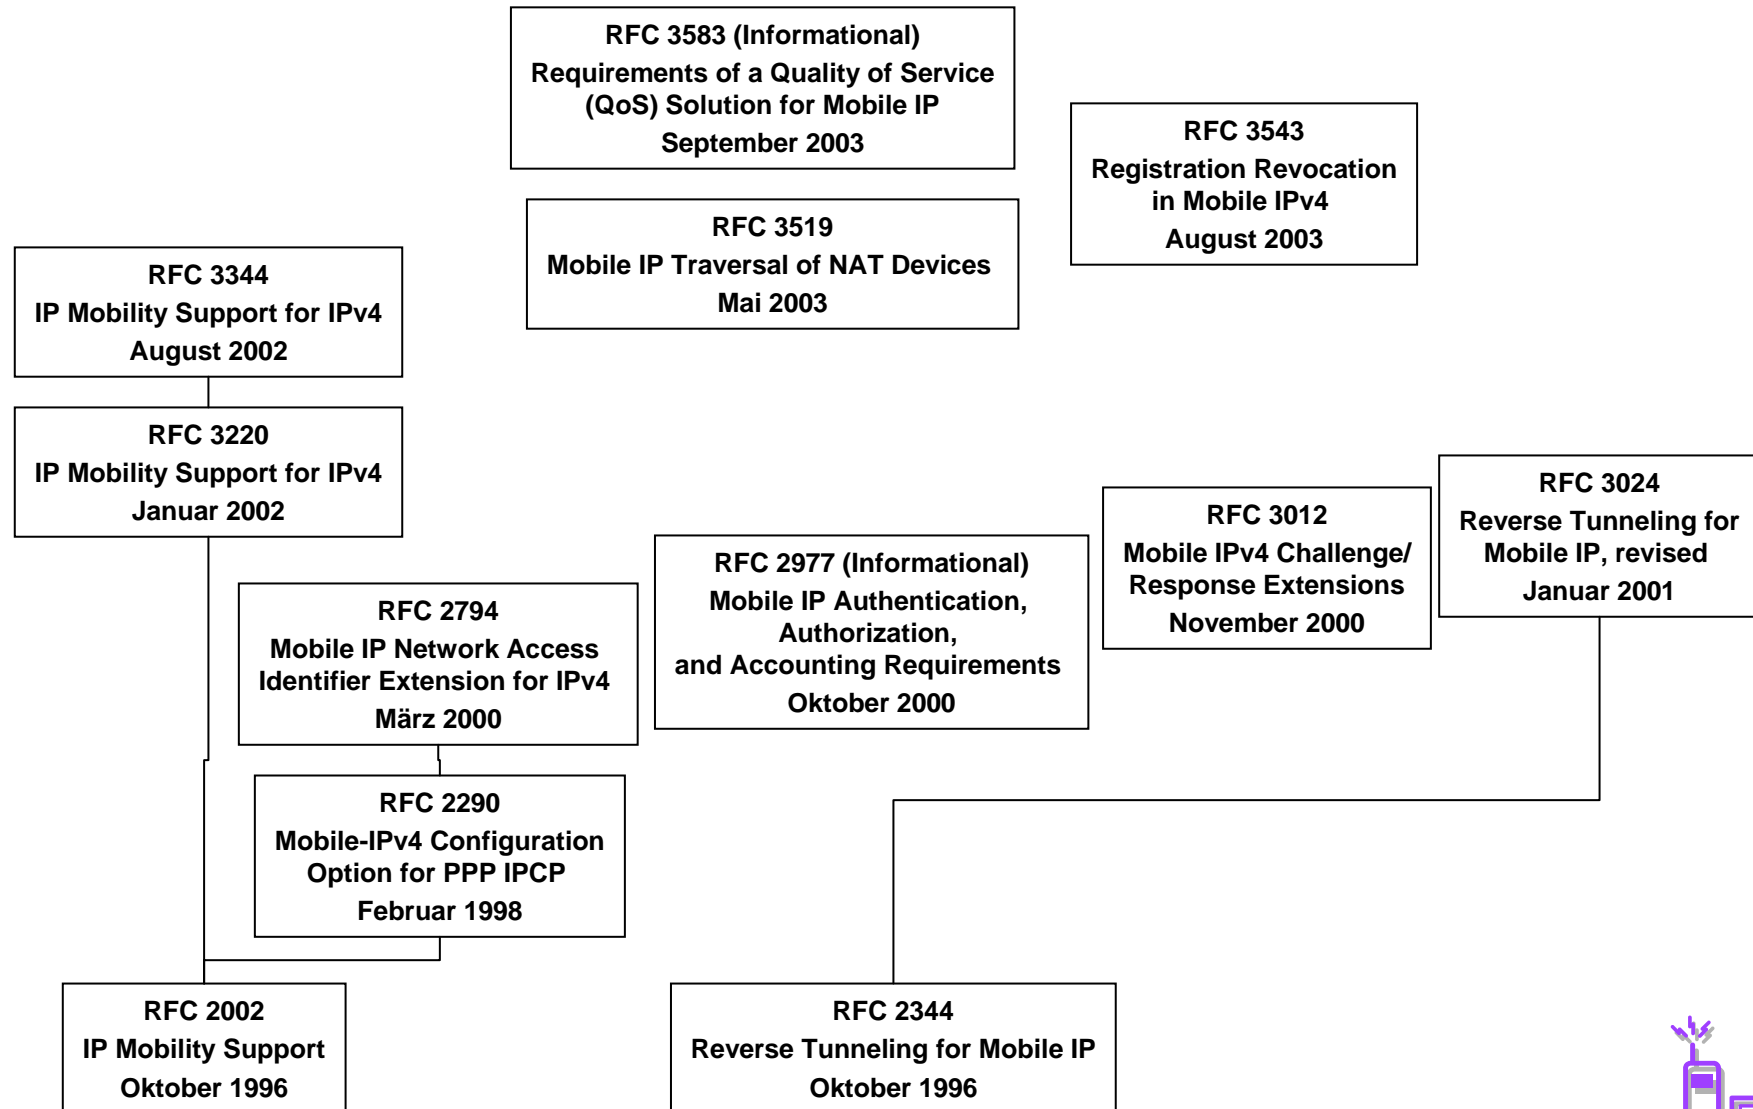 RFC 3583 (Informational)
Requirements of a Quality of Service
(QoS) Solution for Mobile IP
September 2003
RFC 3543
Registration Revocation
in Mobile IPv4
August 2003
RFC 3519
Mobile IP Traversal of NAT Devices
Mai 2003
RFC 3344
IP Mobility Support for IPv4
August 2002
RFC 3220
IP Mobility Support for IPv4
Januar 2002
RFC 3024
Reverse Tunneling for
Mobile IP, revised
Januar 2001
RFC 3012
Mobile IPv4 Challenge/
Response Extensions
November 2000
RFC 2977 (Informational)
Mobile IP Authentication,
Authorization,
and Accounting Requirements
Oktober 2000
RFC 2794
Mobile IP Network Access
Identifier Extension for IPv4
März 2000
RFC 2290
Mobile-IPv4 Configuration
Option for PPP IPCP
Februar 1998
RFC 2002
IP Mobility Support
Oktober 1996
RFC 2344
Reverse Tunneling for Mobile IP
Oktober 1996